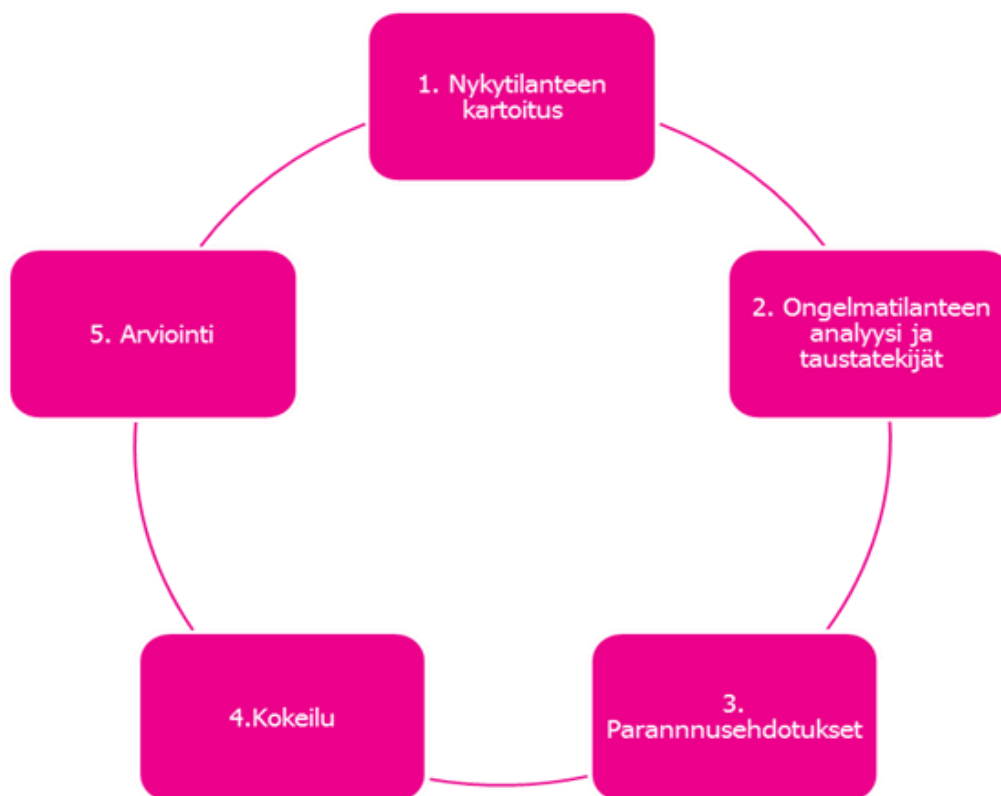 1. Nykytilanteen
kartoitus
2. Ongelmatilanteen
analyysi ja
taustatekijät
3.
Parannnusehdotukset
4.Kokeilu
5. Arviointi